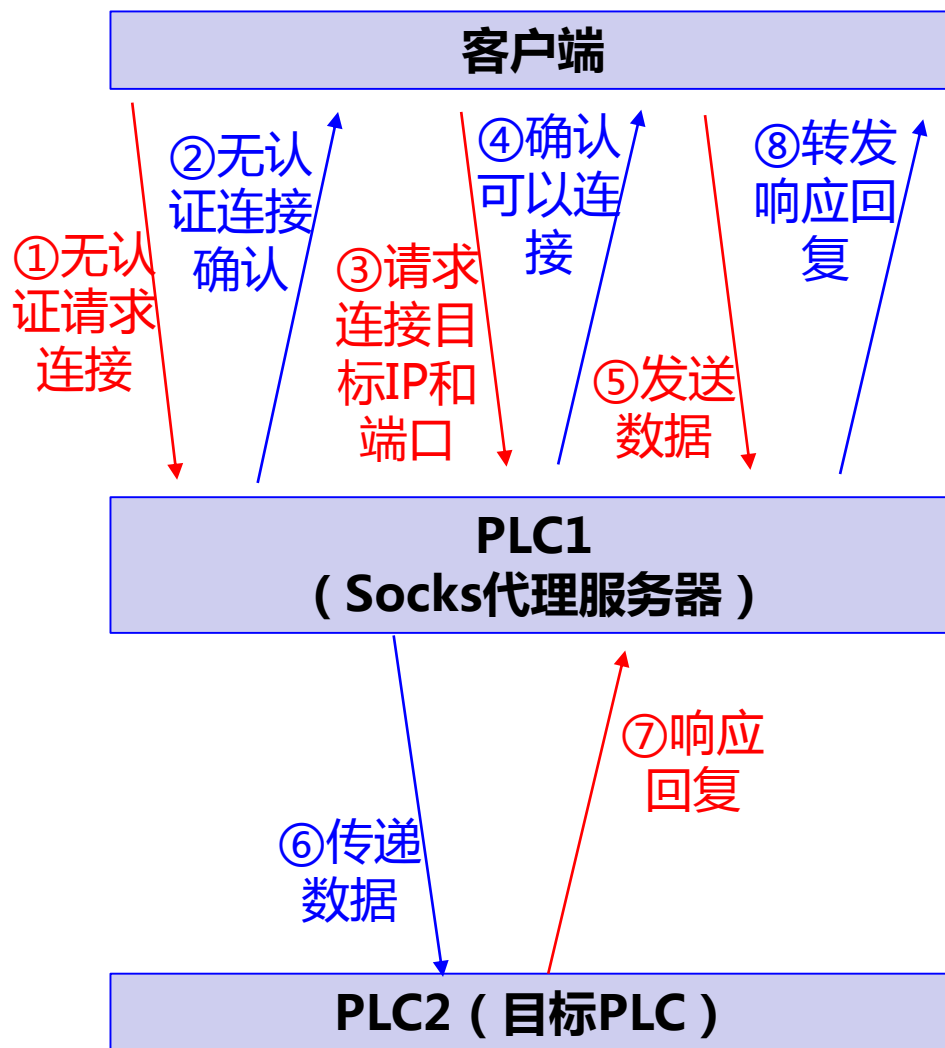 客户端
①无认
证请求
连接
②无认
证连接
确认
③请求
连接目
标IP和
端口
④确认
可以连
接
⑤发送
数据
⑧转发
响应回
复
PLC1
（Socks代理服务器）
⑥传递
数据
⑦响应
回复
PLC2（目标PLC）